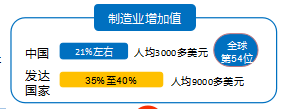 制造业增加值
中国 21%左右 人均3000多美元 全球
第54位
发达
国家 35%至40% 人均9000多美元